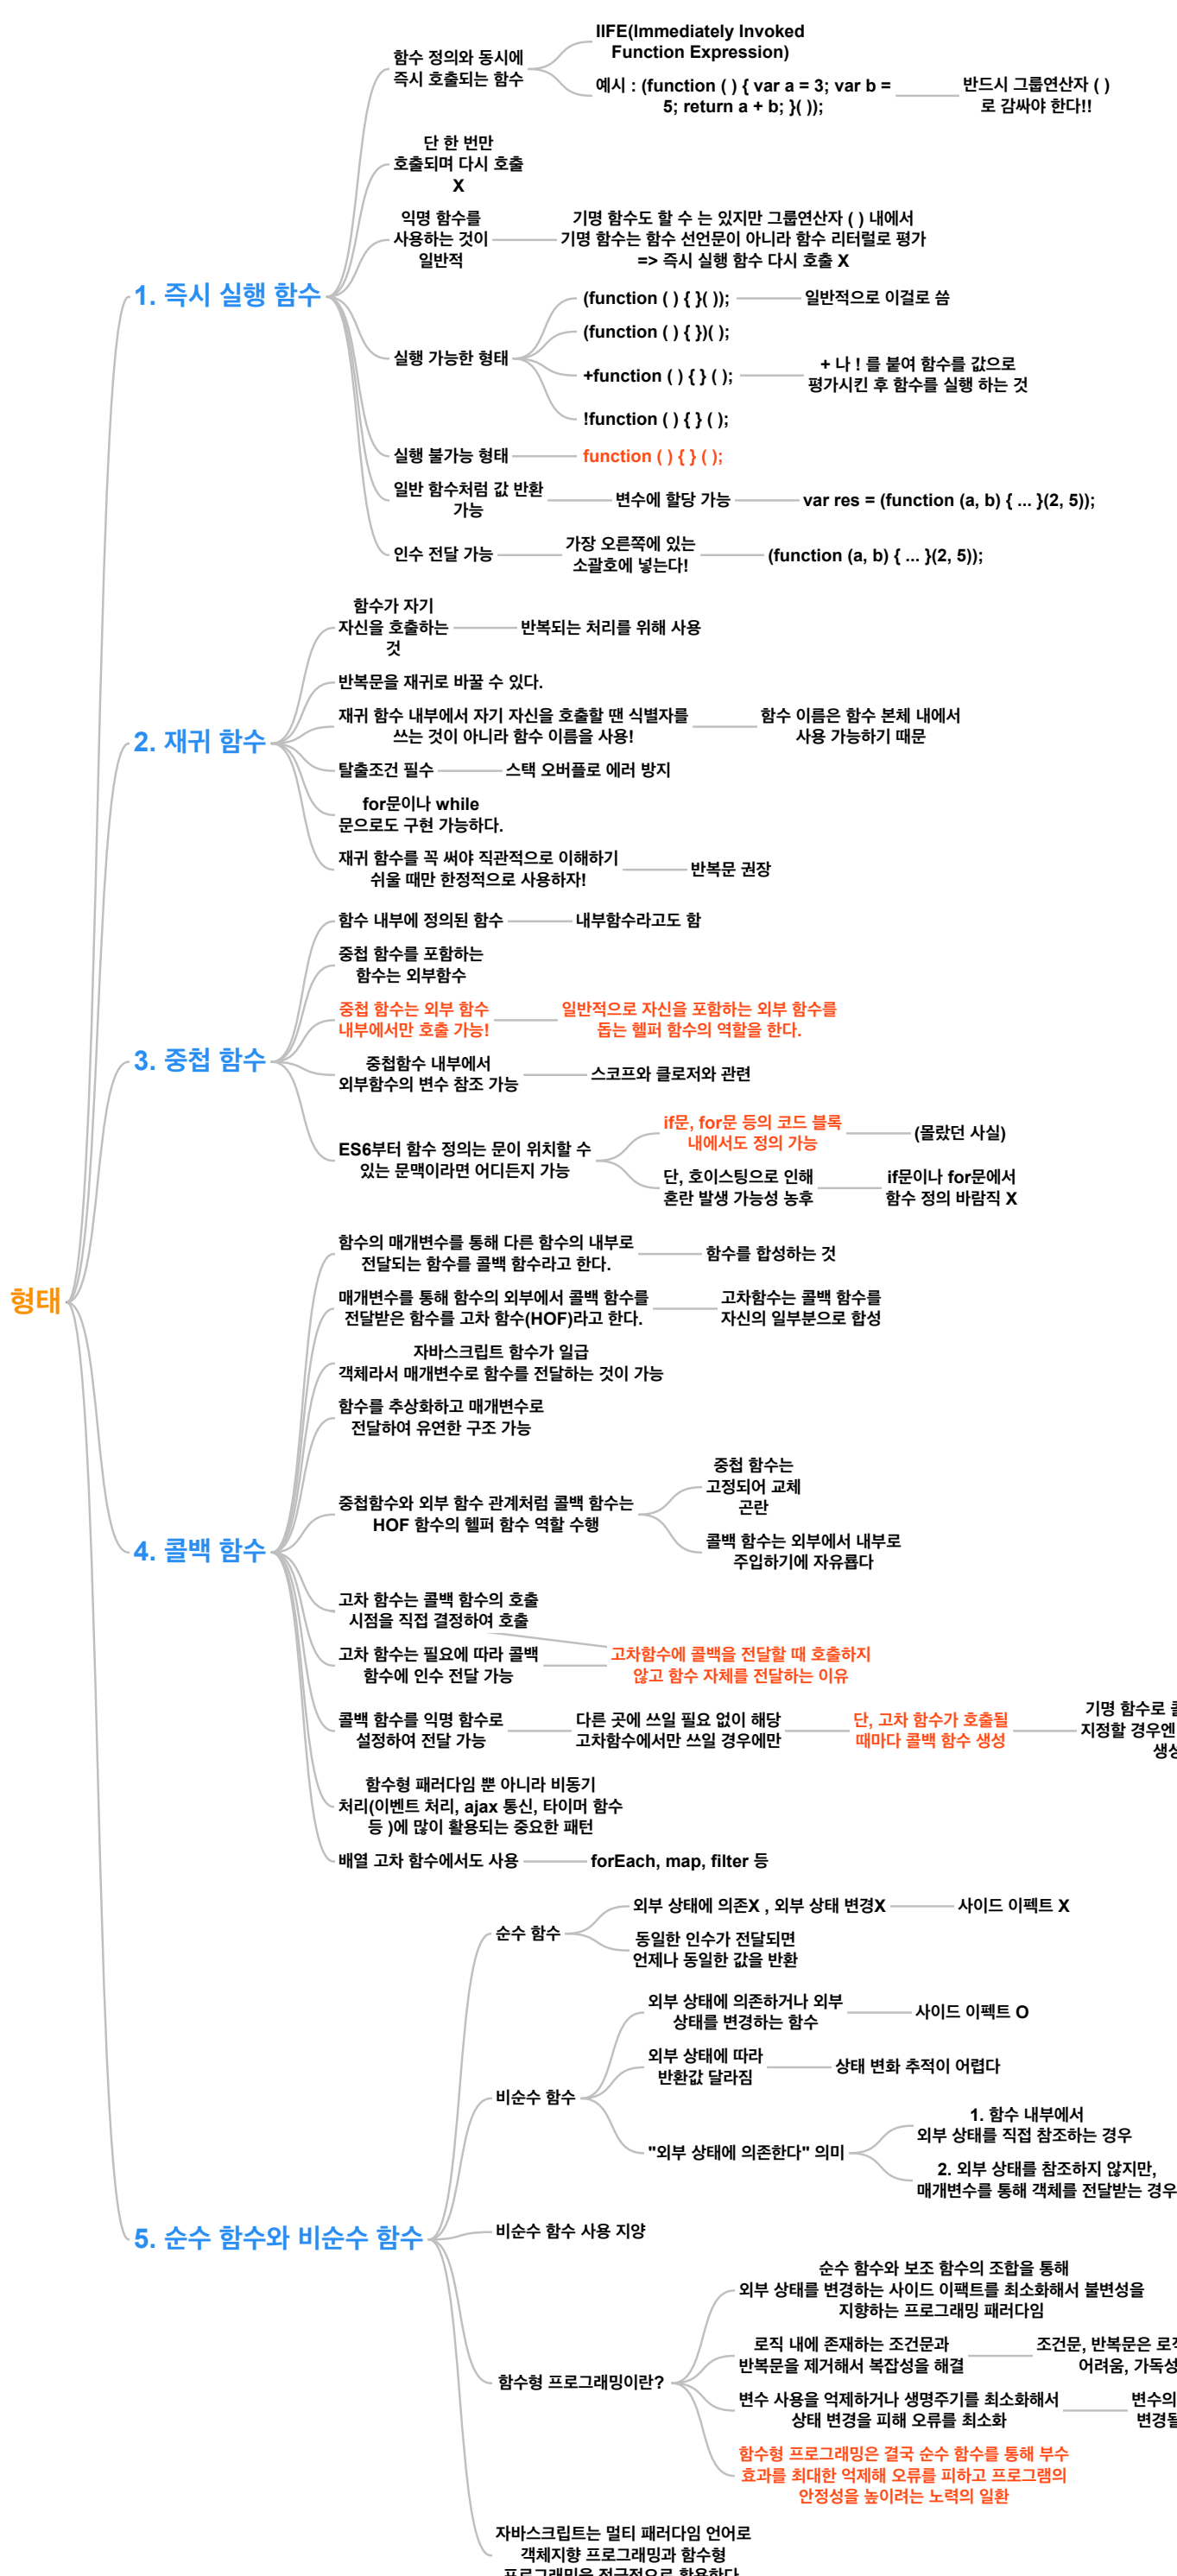 형태
1. 즉시 실행 함수
함수 정의와 동시에
즉시 호출되는 함수
IIFE(Immediately Invoked
Function Expression)
예시 : (function ( ) { var a = 3; var b =
5; return a + b; }( ));
반드시 그룹연산자 ( )
로 감싸야 한다!!
단 한 번만
호출되며 다시 호출
X
익명 함수를
사용하는 것이
일반적
기명 함수도 할 수 는 있지만 그룹연산자 ( ) 내에서
기명 함수는 함수 선언문이 아니라 함수 리터럴로 평가
=> 즉시 실행 함수 다시 호출 X
실행 가능한 형태
(function ( ) { }( ));
일반적으로 이걸로 씀
(function ( ) { })( );
+function ( ) { } ( );
+ 나 ! 를 붙여 함수를 값으로
평가시킨 후 함수를 실행 하는 것
!function ( ) { } ( );
실행 불가능 형태
function ( ) { } ( );
일반 함수처럼 값 반환
가능
변수에 할당 가능
var res = (function (a, b) { ... }(2, 5));
인수 전달 가능
가장 오른쪽에 있는
소괄호에 넣는다!
(function (a, b) { ... }(2, 5));
2. 재귀 함수
함수가 자기
자신을 호출하는
것
반복되는 처리를 위해 사용
반복문을 재귀로 바꿀 수 있다.
재귀 함수 내부에서 자기 자신을 호출할 땐 식별자를
쓰는 것이 아니라 함수 이름을 사용!
함수 이름은 함수 본체 내에서
사용 가능하기 때문
탈출조건 필수
스택 오버플로 에러 방지
for문이나 while
문으로도 구현 가능하다.
재귀 함수를 꼭 써야 직관적으로 이해하기
쉬울 때만 한정적으로 사용하자!
반복문 권장
3. 중첩 함수
함수 내부에 정의된 함수
내부함수라고도 함
중첩 함수를 포함하는
함수는 외부함수
중첩 함수는 외부 함수
내부에서만 호출 가능!
일반적으로 자신을 포함하는 외부 함수를
돕는 헬퍼 함수의 역할을 한다.
중첩함수 내부에서
외부함수의 변수 참조 가능
스코프와 클로저와 관련
ES6부터 함수 정의는 문이 위치할 수
있는 문맥이라면 어디든지 가능
if문, for문 등의 코드 블록
내에서도 정의 가능
(몰랐던 사실)
단, 호이스팅으로 인해
혼란 발생 가능성 농후
if문이나 for문에서
함수 정의 바람직 X
4. 콜백 함수
함수의 매개변수를 통해 다른 함수의 내부로
전달되는 함수를 콜백 함수라고 한다.
함수를 합성하는 것
매개변수를 통해 함수의 외부에서 콜백 함수를
전달받은 함수를 고차 함수(HOF)라고 한다.
고차함수는 콜백 함수를
자신의 일부분으로 합성
자바스크립트 함수가 일급
객체라서 매개변수로 함수를 전달하는 것이 가능
함수를 추상화하고 매개변수로
전달하여 유연한 구조 가능
중첩함수와 외부 함수 관계처럼 콜백 함수는
HOF 함수의 헬퍼 함수 역할 수행
중첩 함수는
고정되어 교체
곤란
콜백 함수는 외부에서 내부로
주입하기에 자유롭다
고차 함수는 콜백 함수의 호출
시점을 직접 결정하여 호출
고차 함수는 필요에 따라 콜백
함수에 인수 전달 가능
고차함수에 콜백을 전달할 때 호출하지
않고 함수 자체를 전달하는 이유
콜백 함수를 익명 함수로
설정하여 전달 가능
다른 곳에 쓰일 필요 없이 해당
고차함수에서만 쓰일 경우에만
단, 고차 함수가 호출될
때마다 콜백 함수 생성
기명 함수로
지정할 경우엔
함수형 패러다임 뿐 아니라 비동기
처리(이벤트 처리, ajax 통신, 타이머 함수
등 )에 많이 활용되는 중요한 패턴
배열 고차 함수에서도 사용
forEach, map, filter 등
5. 순수 함수와 비순수 함수
순수 함수
외부 상태에 의존X , 외부 상태 변경X
사이드 이펙트 X
동일한 인수가 전달되면
언제나 동일한 값을 반환
비순수 함수
외부 상태에 의존하거나 외부
상태를 변경하는 함수
사이드 이펙트 O
외부 상태에 따라
반환값 달라짐
상태 변화 추적이 어렵다
"외부 상태에 의존한다" 의미
1. 함수 내부에서
외부 상태를 직접 참조하는 경우
2. 외부 상태를 참조하지 않지만,
매개변수를 통해 객체를 전달받는 경우
비순수 함수 사용 지양
함수형 프로그래밍이란?
순수 함수와 보조 함수의 조합을 통해
외부 상태를 변경하는 사이드 이팩트를 최소화해서 불변성을
지향하는 프로그래밍 패러다임
로직 내에 존재하는 조건문과
반복문을 제거해서 복잡성을 해결
조건문, 반복문은
어려움, 가독성
변수 사용을 억제하거나 생명주기를 최소화해서
상태 변경을 피해 오류를 최소화
변수의
변경될
함수형 프로그래밍은 결국 순수 함수를 통해 부수
효과를 최대한 억제해 오류를 피하고 프로그램의
안정성을 높이려는 노력의 일환
자바스크립트는 멀티 패러다임 언어로
객체지향 프로그래밍과 함수형
프로그래밍을 적극적으로 활용한다